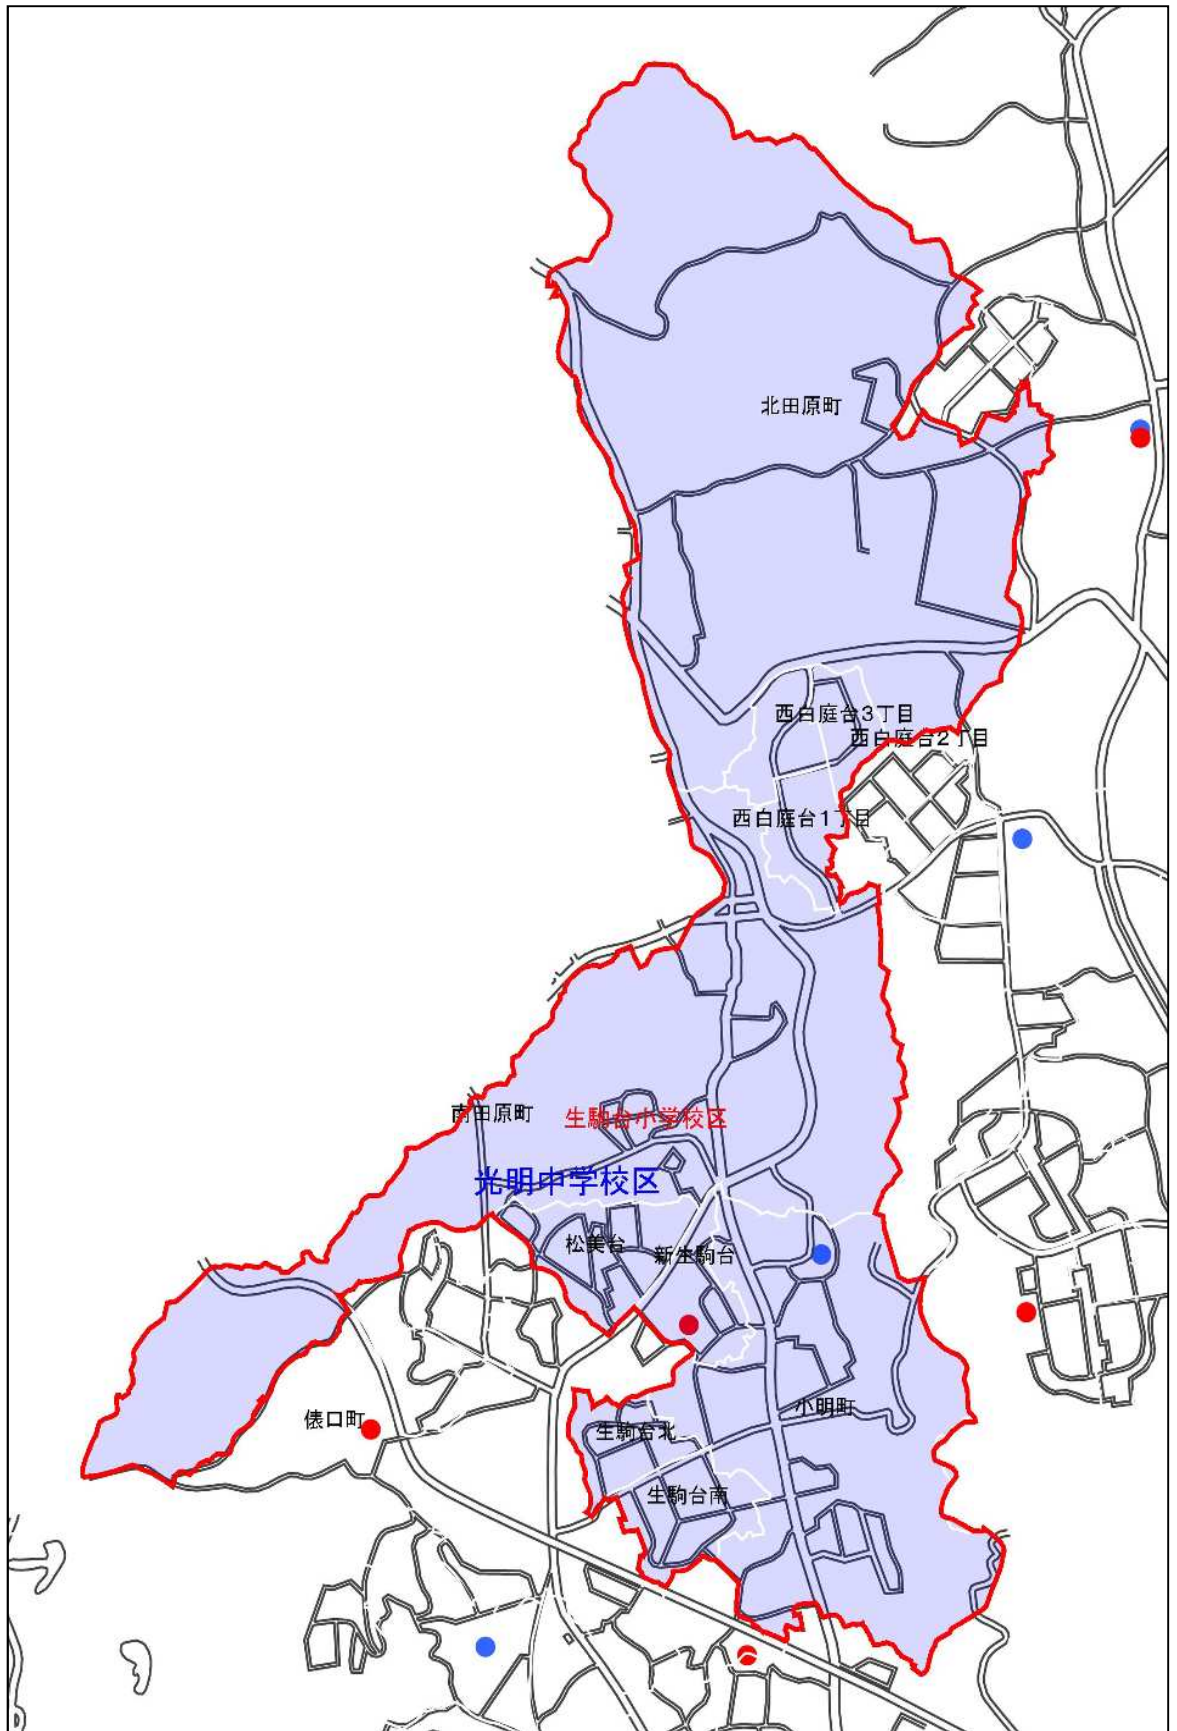 北田原町
西白庭台3丁目
西白庭台2丁目
西白庭台1丁目
南田原町
生駒台小学校区
光明中学校区
松美台
新生駒台
小明町
俵口町
生駒台北
生駒台南